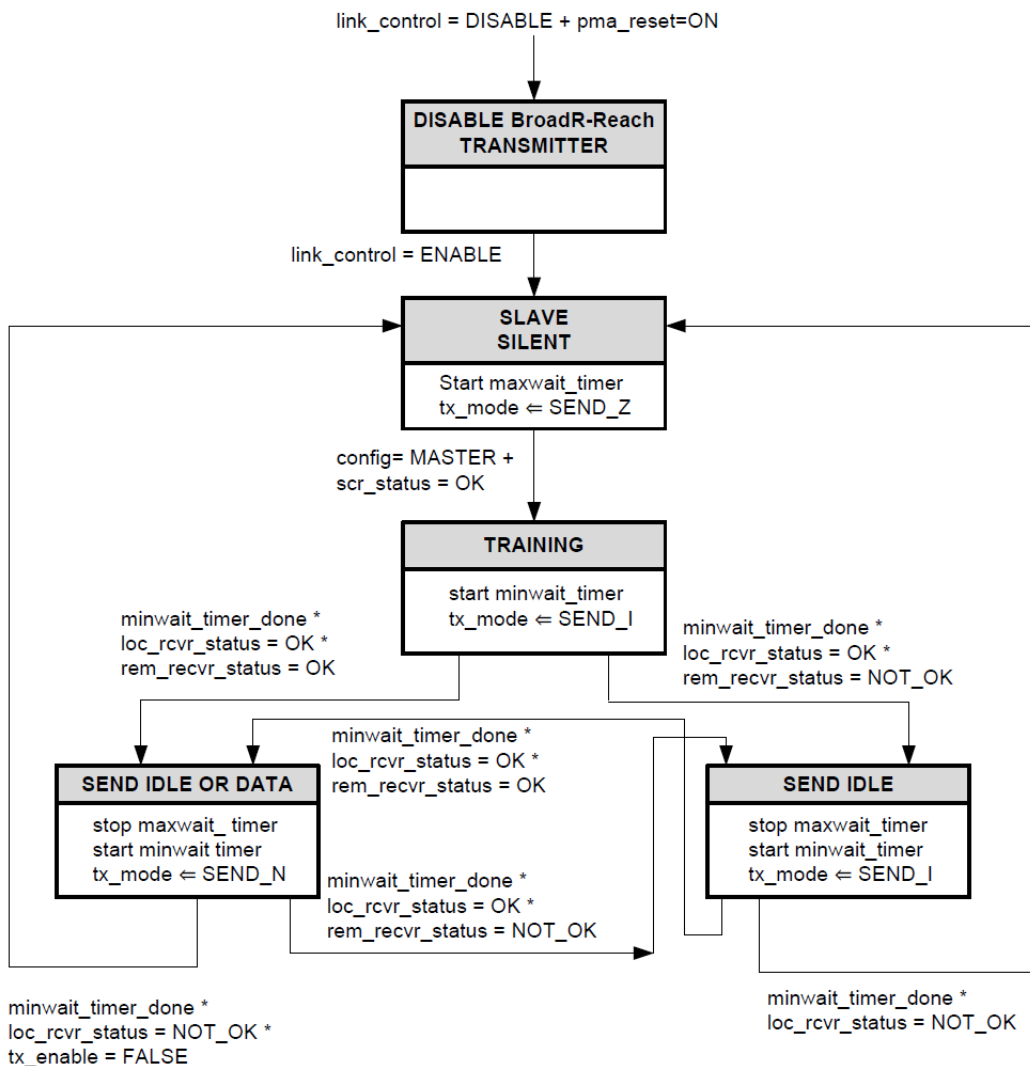 link_control = DISABLE + pma_reset=ON
DISABLE BroadR-Reach
TRANSMITTER
link_control = ENABLE
SLAVE
SILENT
Start maxwait_timer
tx_mode ⇐ SEND_Z
config= MASTER +
scr_status = OK
TRAINING
start minwait_timer
tx_mode ⇐ SEND_I
minwait_timer_done *
loc_rcvr_status = OK *
rem_recvr_status = OK
minwait_timer_done *
loc_rcvr_status = OK *
rem_recvr_status = NOT_OK
minwait_timer_done *
loc_rcvr_status = OK *
rem_recvr_status = OK
SEND IDLE OR DATA
stop maxwait_ timer
start minwait timer
tx_mode ⇐ SEND_N
SEND IDLE
stop maxwait_timer
start minwait_timer
tx_mode ⇐ SEND_I
minwait_timer_done *
loc_rcvr_status = OK *
rem_recvr_status = NOT_OK
minwait_timer_done *
loc_rcvr_status = NOT_OK *
tx_enable = FALSE
minwait_timer_done *
loc_rcvr_status = NOT_OK